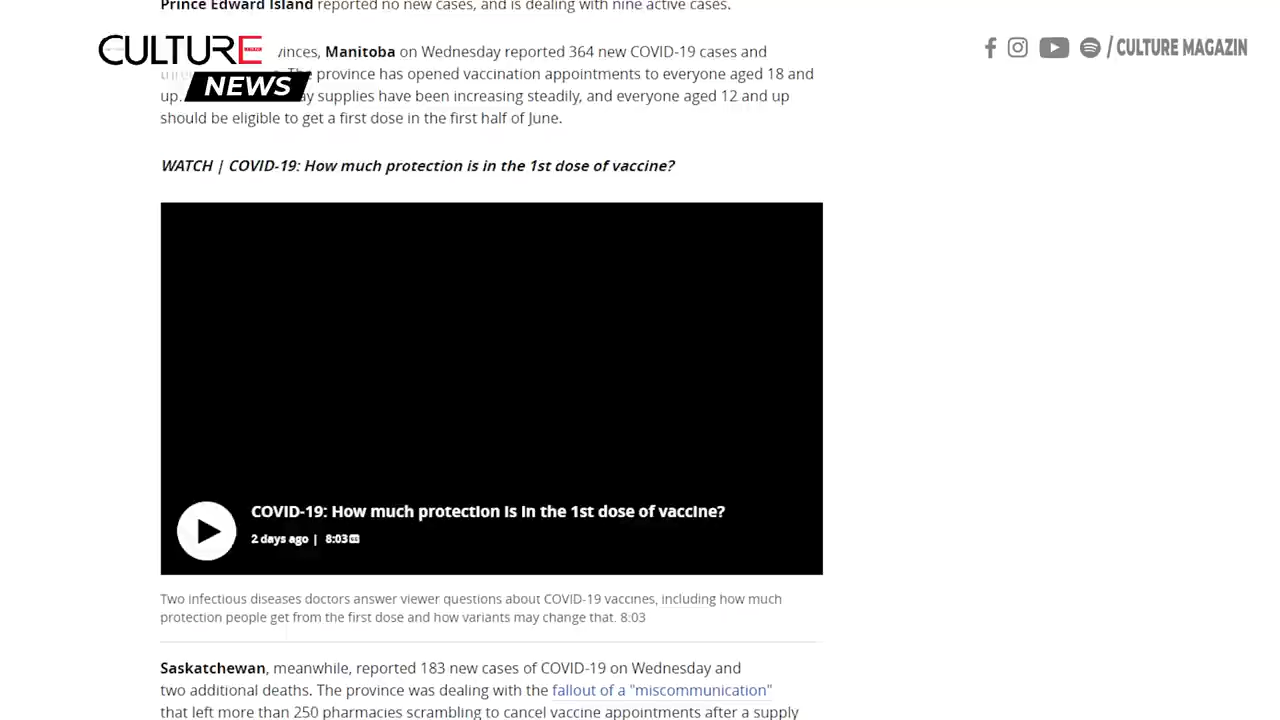 Prince Edward Island reported no new cases, and is dealing with nine active cases.
CULTURE
NEWS
/ CULTURE MAGAZIN
inces, Manitoba on Wednesday reported 364 new COVID-19 cases and
The province has opened vaccination appointments to everyone aged 18 and
up. ay supplies have been increasing steadily, and everyone aged 12 and up
should be eligible to get a first dose in the first half of June.
WATCH | COVID-19: How much protection is in the 1st dose of vaccine?
COVID-19: How much protection is in the 1st dose of vaccine?
2 days ago | 8:03 CC
Two infectious diseases doctors answer viewer questions about COVID-19 vaccines, including how much
protection people get from the first dose and how variants may change that. 8:03
Saskatchewan, meanwhile, reported 183 new cases of COVID-19 on Wednesday and
two additional deaths. The province was dealing with the fallout of a "miscommunication"
that left more than 250 pharmacies scrambling to cancel vaccine appointments after a supply